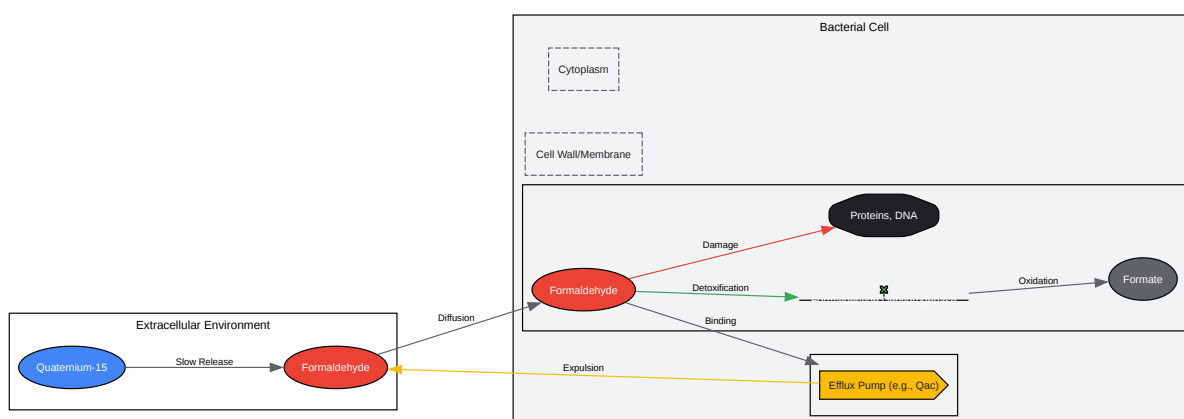 Bacterial Cell
Cytoplasm
Cell Wall/Membrane
Proteins, DNA
Damage
Formaldehyde
Detoxification
Oxidation
Formate
Diffusion
Binding
Extracellular Environment
Quaternium-15
Slow Release
Formaldehyde
Expulsion
Efflux Pump (e.g., Qac)